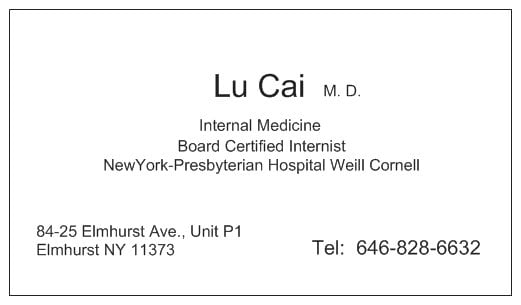 Lu Cai M. D.
Internal Medicine
Board Certified Internist
NewYork-Presbyterian Hospital Weill Cornell
84-25 Elmhurst Ave., Unit P1
Elmhurst NY 11373
Tel: 646-828-6632